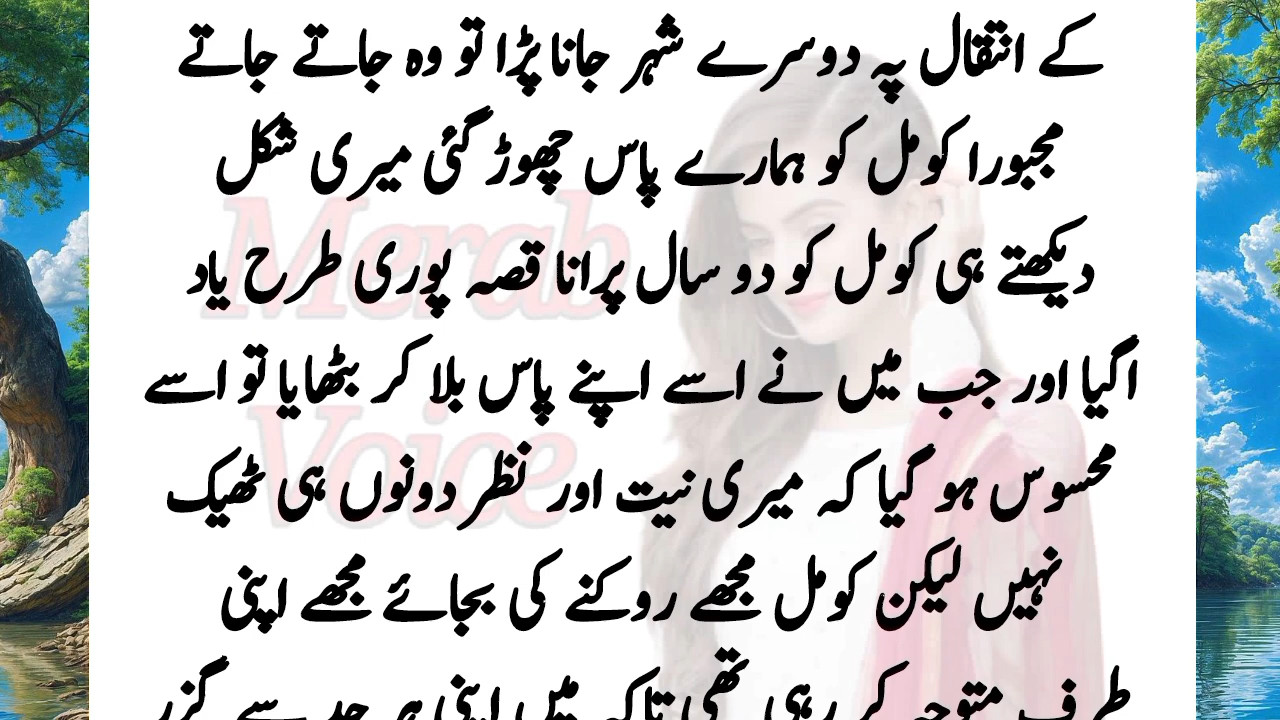 کے انتقال پہ دوسرے شہر جانا پڑا تو وہ جاتے جاتے
مجبورا کومل کو ہمارے پاس چھوڑ گئی میری شکل
دیکھتے ہی کومل کو دو سال پرانا قصہ پوری طرح یاد
اگیا اور جب میں نے اسے اپنے پاس بلا کر بٹھایا تو اسے
محسوس ہو گیا کہ میری نیت اور نظر دونوں ہی ٹھیک
نہیں لیکن کومل مجھے روکنے کی بجائے مجھے اپنی
طرف متوجہ کر رہی تھی تاکہ میں اپنی ہر حد سے گزر
Merab
Voice